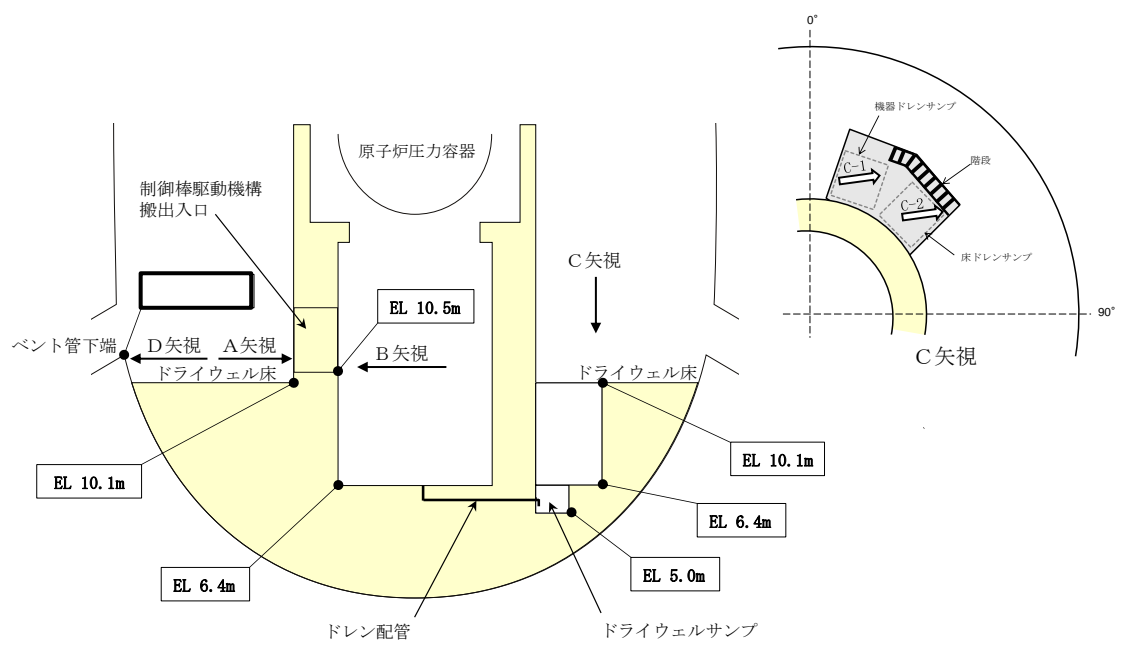 0°
機器ドレンサンプ
階段
C-1
C-2
床ドレンサンプ
90°
C矢視
原子炉圧力容器
制御棒駆動機構
搬出入口
C矢視
EL 10.5m
ベント管下端
D矢視
A矢視
B矢視
ドライウェル床
ドライウェル床
EL 10.1m
EL 10.1m
EL 6.4m
EL 6.4m
EL 5.0m
ドレン配管
ドライウェルサンプ